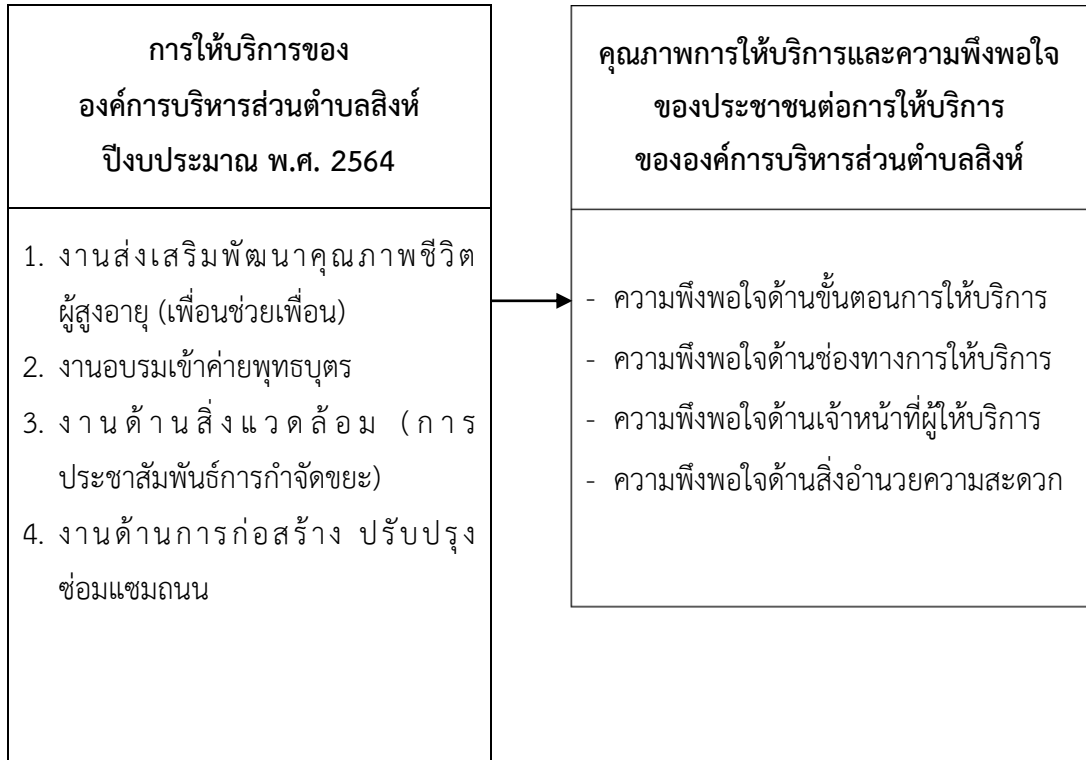 การให้บริการของ
องค์การบริหารส่วนตำบลสิงห์
ปีงบประมาณ พ.ศ. 2564
1. งานส่งเสริมพัฒนาคุณภาพชีวิต
ผู้สูงอายุ (เพื่อนช่วยเพื่อน)
2. งานอบรมเข้าค่ายพุทธบุตร
3. งานด้านสิ่งแวดล้อม (การ
ประชาสัมพันธ์การกำจัดขยะ)
4. งานด้านการก่อสร้าง ปรับปรุง
ซ่อมแซมถนน
คุณภาพการให้บริการและความพึงพอใจ
ของประชาชนต่อการให้บริการ
ขององค์การบริหารส่วนตำบลสิงห์
- ความพึงพอใจด้านขั้นตอนการให้บริการ
- ความพึงพอใจด้านช่องทางการให้บริการ
- ความพึงพอใจด้านเจ้าหน้าที่ผู้ให้บริการ
- ความพึงพอใจด้านสิ่งอำนวยความสะดวก